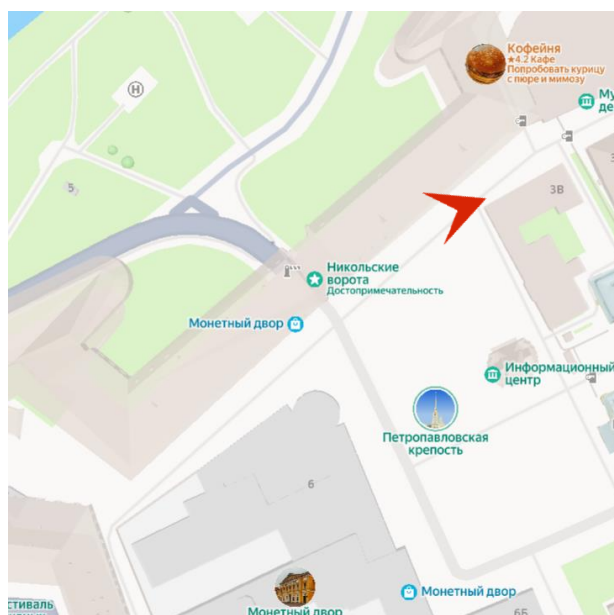 Кофейня
★4.2 Кафе
Попробовать курицу
с пюре и мимозу
Му
де
H
5
3В
Никольские
ворота
Достопримечательность
Монетный двор
Информационный
центр
Петропавловская
крепость
6
Монетный двор
6Б
стиваль
Монетный двор